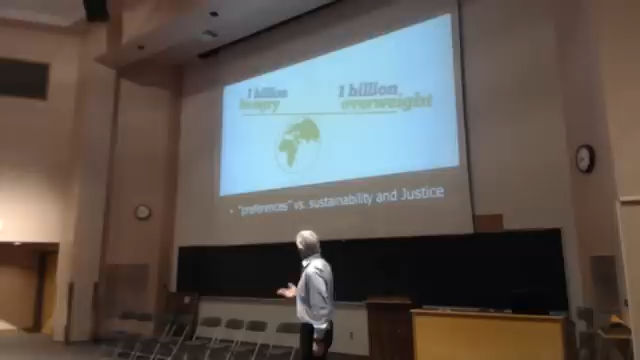 1 billion
hungry
1 billion
overweight
• "preferences" vs. sustainability and Justice